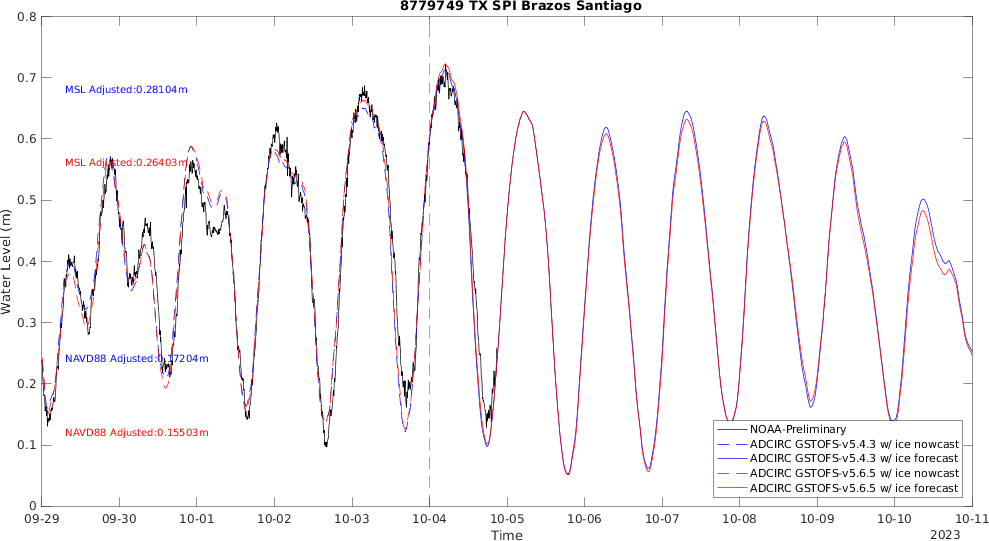 8779749 TX SPI Brazos Santiago
0.8
0.7
0.6
0.5
0.4
0.3
0.2
0.1
0
Water Level (m)
MSL Adjusted:0.28104m
MSL Adjusted:0.26403m
NAVD88 Adjusted:0.17204m
NAVD88 Adjusted:0.15503m
NOAA-Preliminary
ADCIRC GSTOFS-v5.4.3 w/ ice nowcast
ADCIRC GSTOFS-v5.4.3 w/ ice forecast
ADCIRC GSTOFS-v5.6.5 w/ ice nowcast
ADCIRC GSTOFS-v5.6.5 w/ ice forecast
09-29 09-30 10-01 10-02 10-03 10-04 10-05 10-06 10-07 10-08 10-09 10-10 10-11
Time
2023